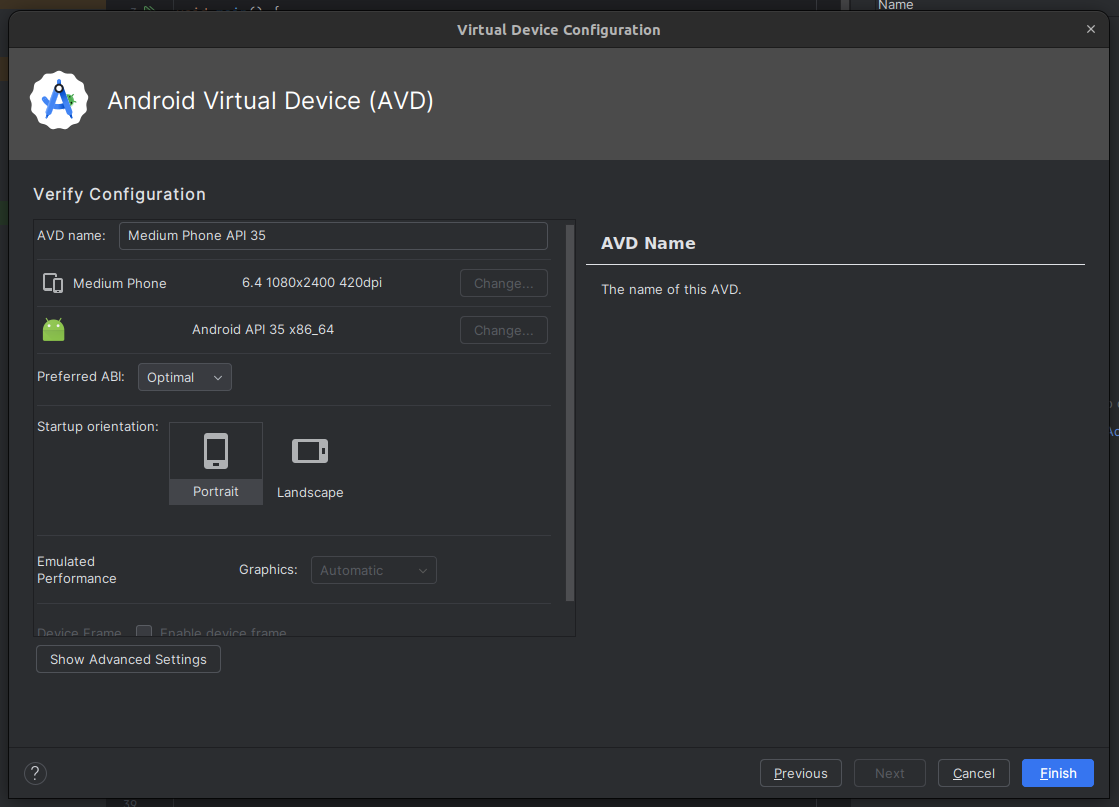 Name
Virtual Device Configuration
Android Virtual Device (AVD)
Verify Configuration
AVD name: Medium Phone API 35
Medium Phone 6.4 1080x2400 420dpi Change...
Android API 35 x86_64 Change...
Preferred ABI: Optimal
Startup orientation:
Portrait Landscape
Emulated
Performance
Graphics: Automatic
Device Frame Enable device frame
Show Advanced Settings
AVD Name
The name of this AVD.
? Previous Next Cancel Finish
39